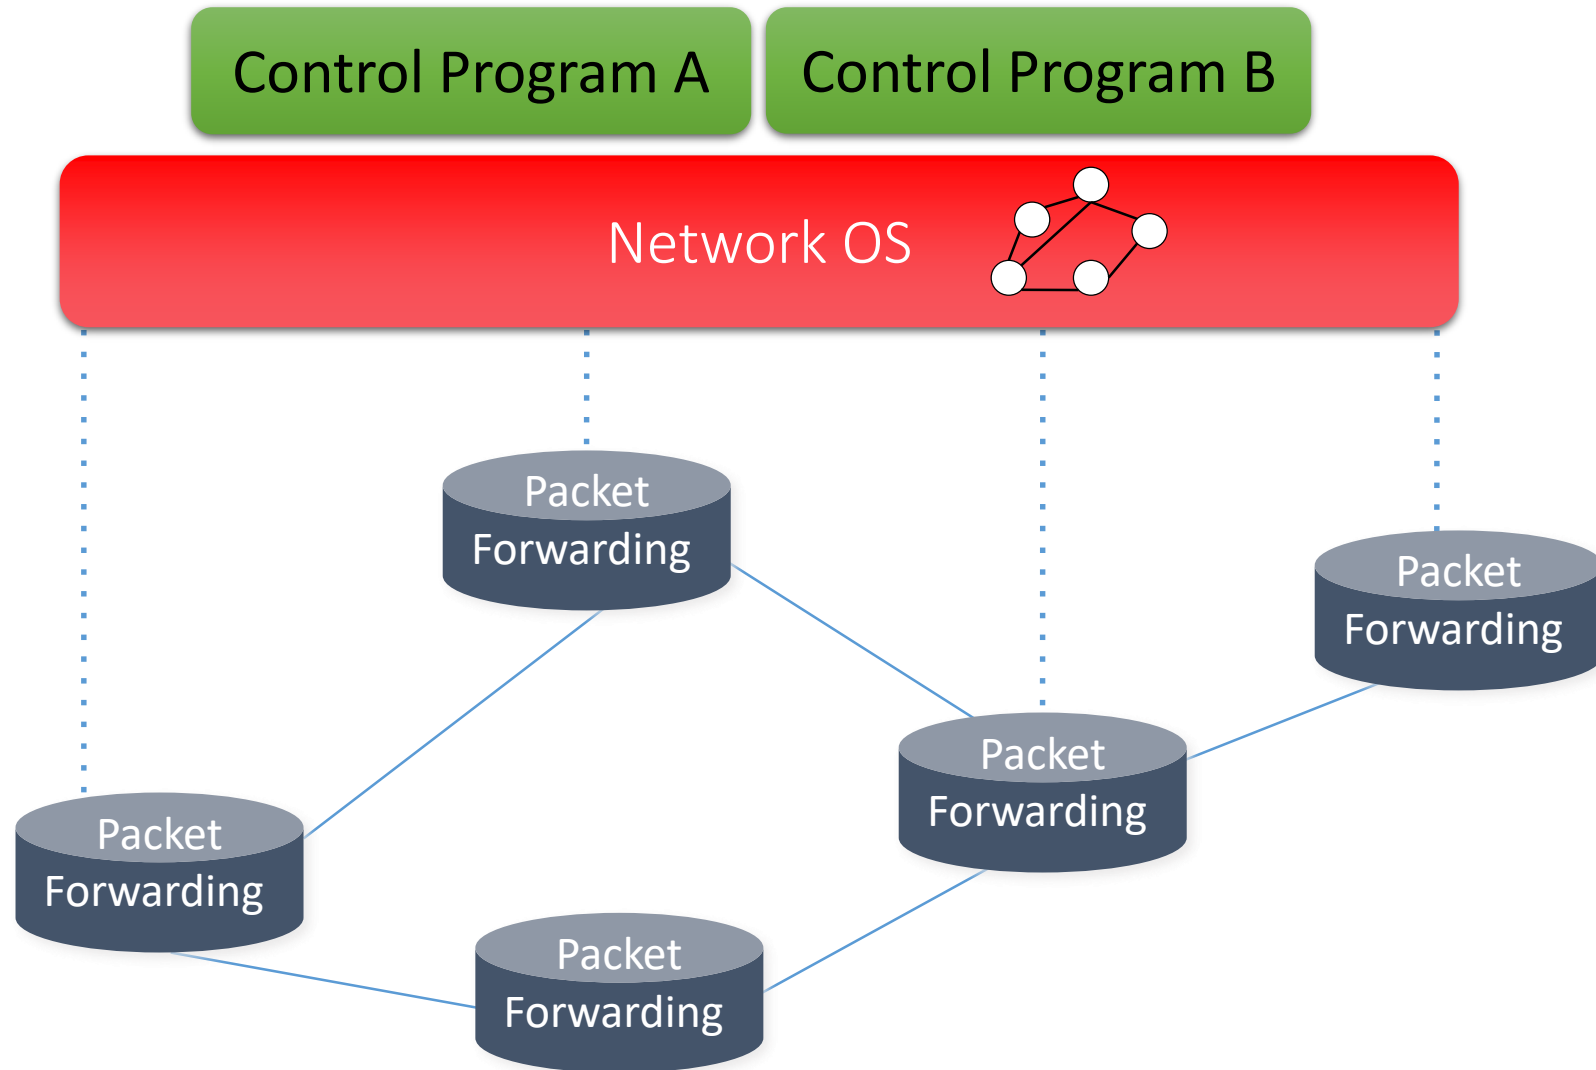 Control Program A
Control Program B
Network OS
Packet
Forwarding
Packet
Forwarding
Packet
Forwarding
Packet
Forwarding
Packet
Forwarding